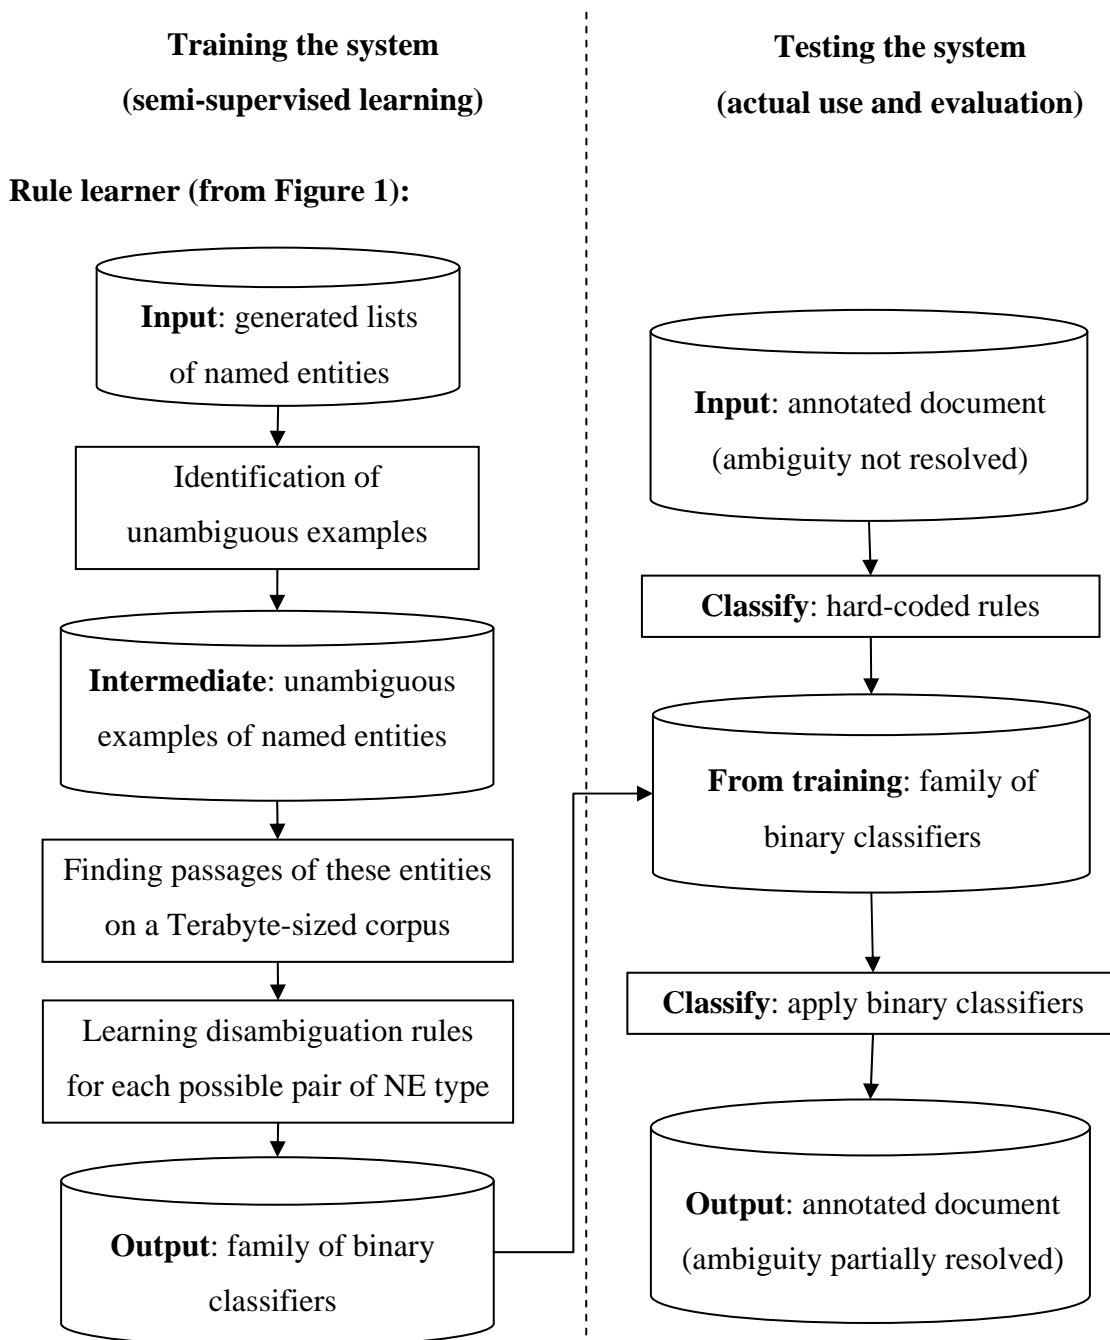 Training the system
(semi-supervised learning)
Rule learner (from Figure 1):
Input: generated lists
of named entities
Identification of
unambiguous examples
Intermediate: unambiguous
examples of named entities
Finding passages of these entities
on a Terabyte-sized corpus
Learning disambiguation rules
for each possible pair of NE type
Output: family of binary
classifiers
Testing the system
(actual use and evaluation)
Input: annotated document
(ambiguity not resolved)
Classify: hard-coded rules
From training: family of
binary classifiers
Classify: apply binary classifiers
Output: annotated document
(ambiguity partially resolved)